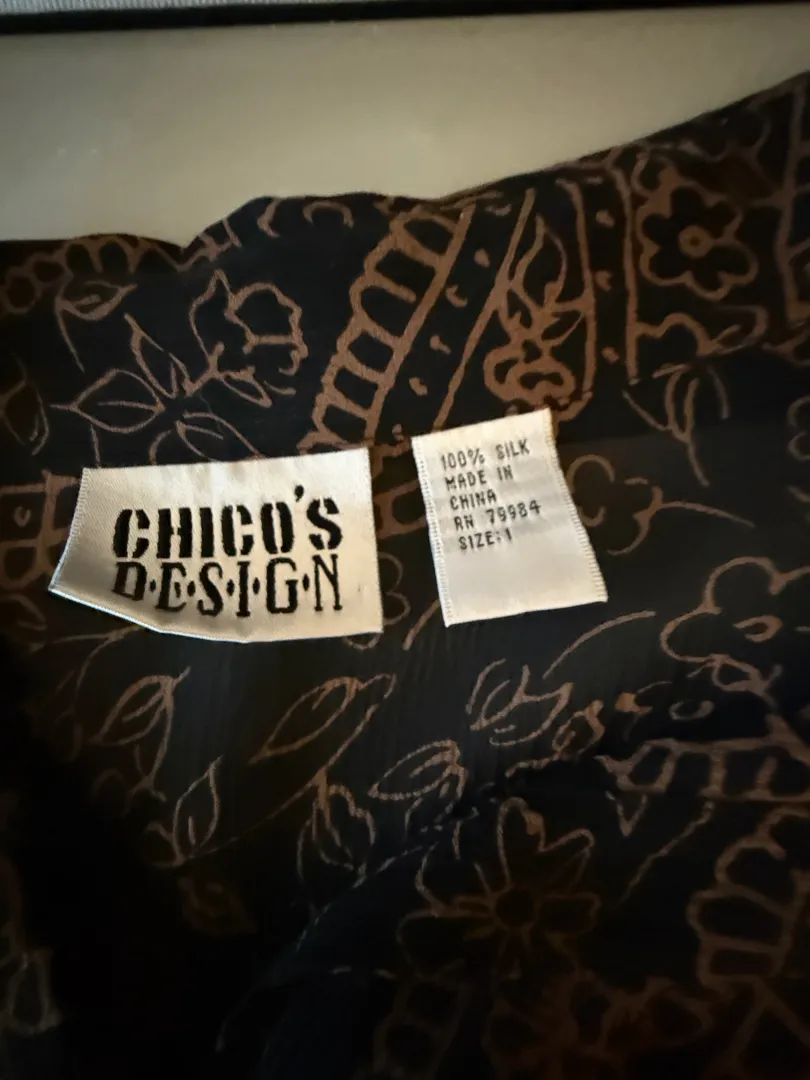 CHICO'S
D·E·S·I·G·N
100% SILK
MADE IN
CHINA
RN 79984
SIZE: 1